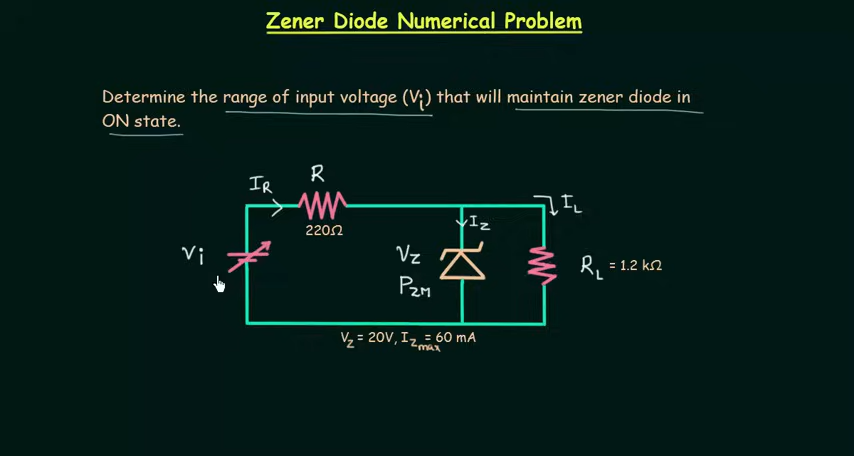 Zener Diode Numerical Problem
Determine the range of input voltage (Vi) that will maintain zener diode in
ON state.
R
IR
220Ω
IZ
IL
Vi
VZ
PZM
RL = 1.2 kΩ
VZ = 20V, IZmax = 60 mA